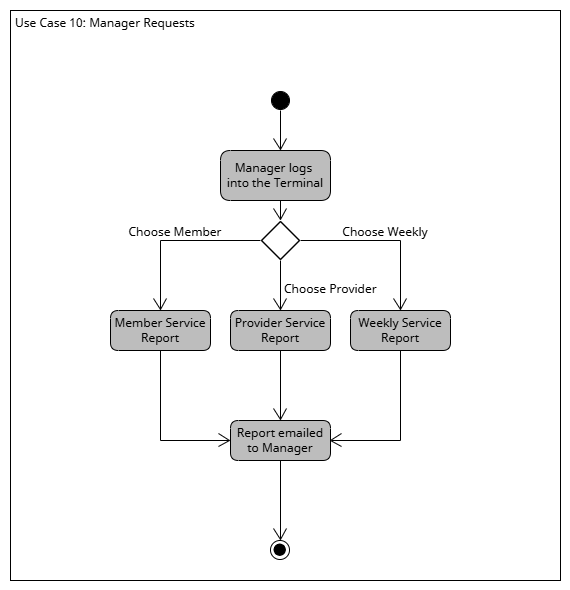 Use Case 10: Manager Requests
Manager logs
into the Terminal
Choose Member
Choose Weekly
Choose Provider
Member Service
Report
Provider Service
Report
Weekly Service
Report
Report emailed
to Manager